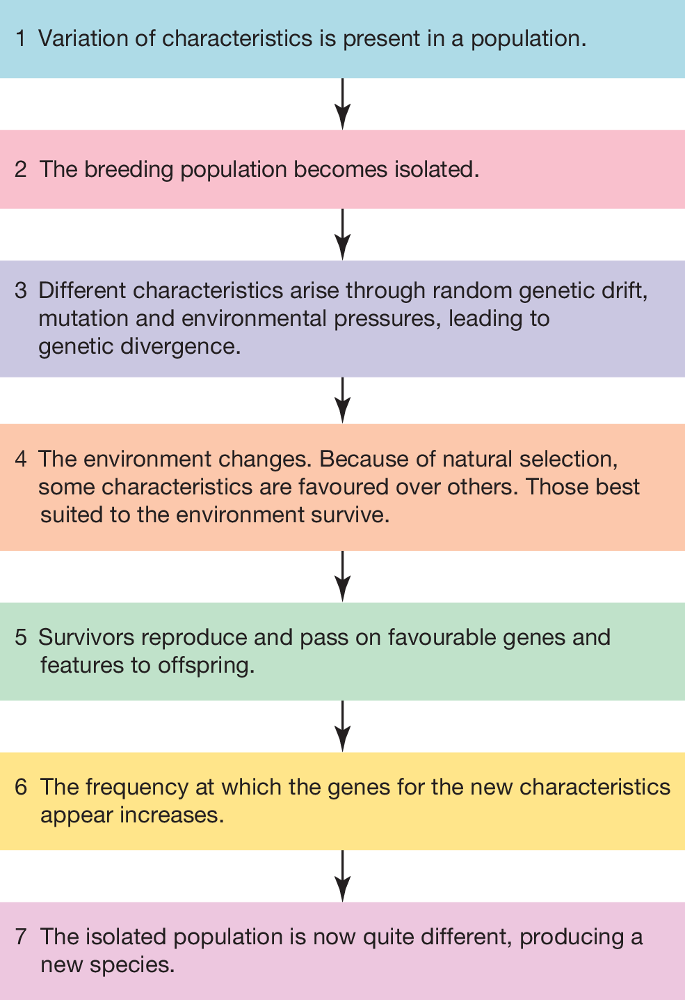 1 Variation of characteristics is present in a population.
2 The breeding population becomes isolated.
3 Different characteristics arise through random genetic drift,
mutation and environmental pressures, leading to
genetic divergence.
4 The environment changes. Because of natural selection,
some characteristics are favoured over others. Those best
suited to the environment survive.
5 Survivors reproduce and pass on favourable genes and
features to offspring.
6 The frequency at which the genes for the new characteristics
appear increases.
7 The isolated population is now quite different, producing a
new species.